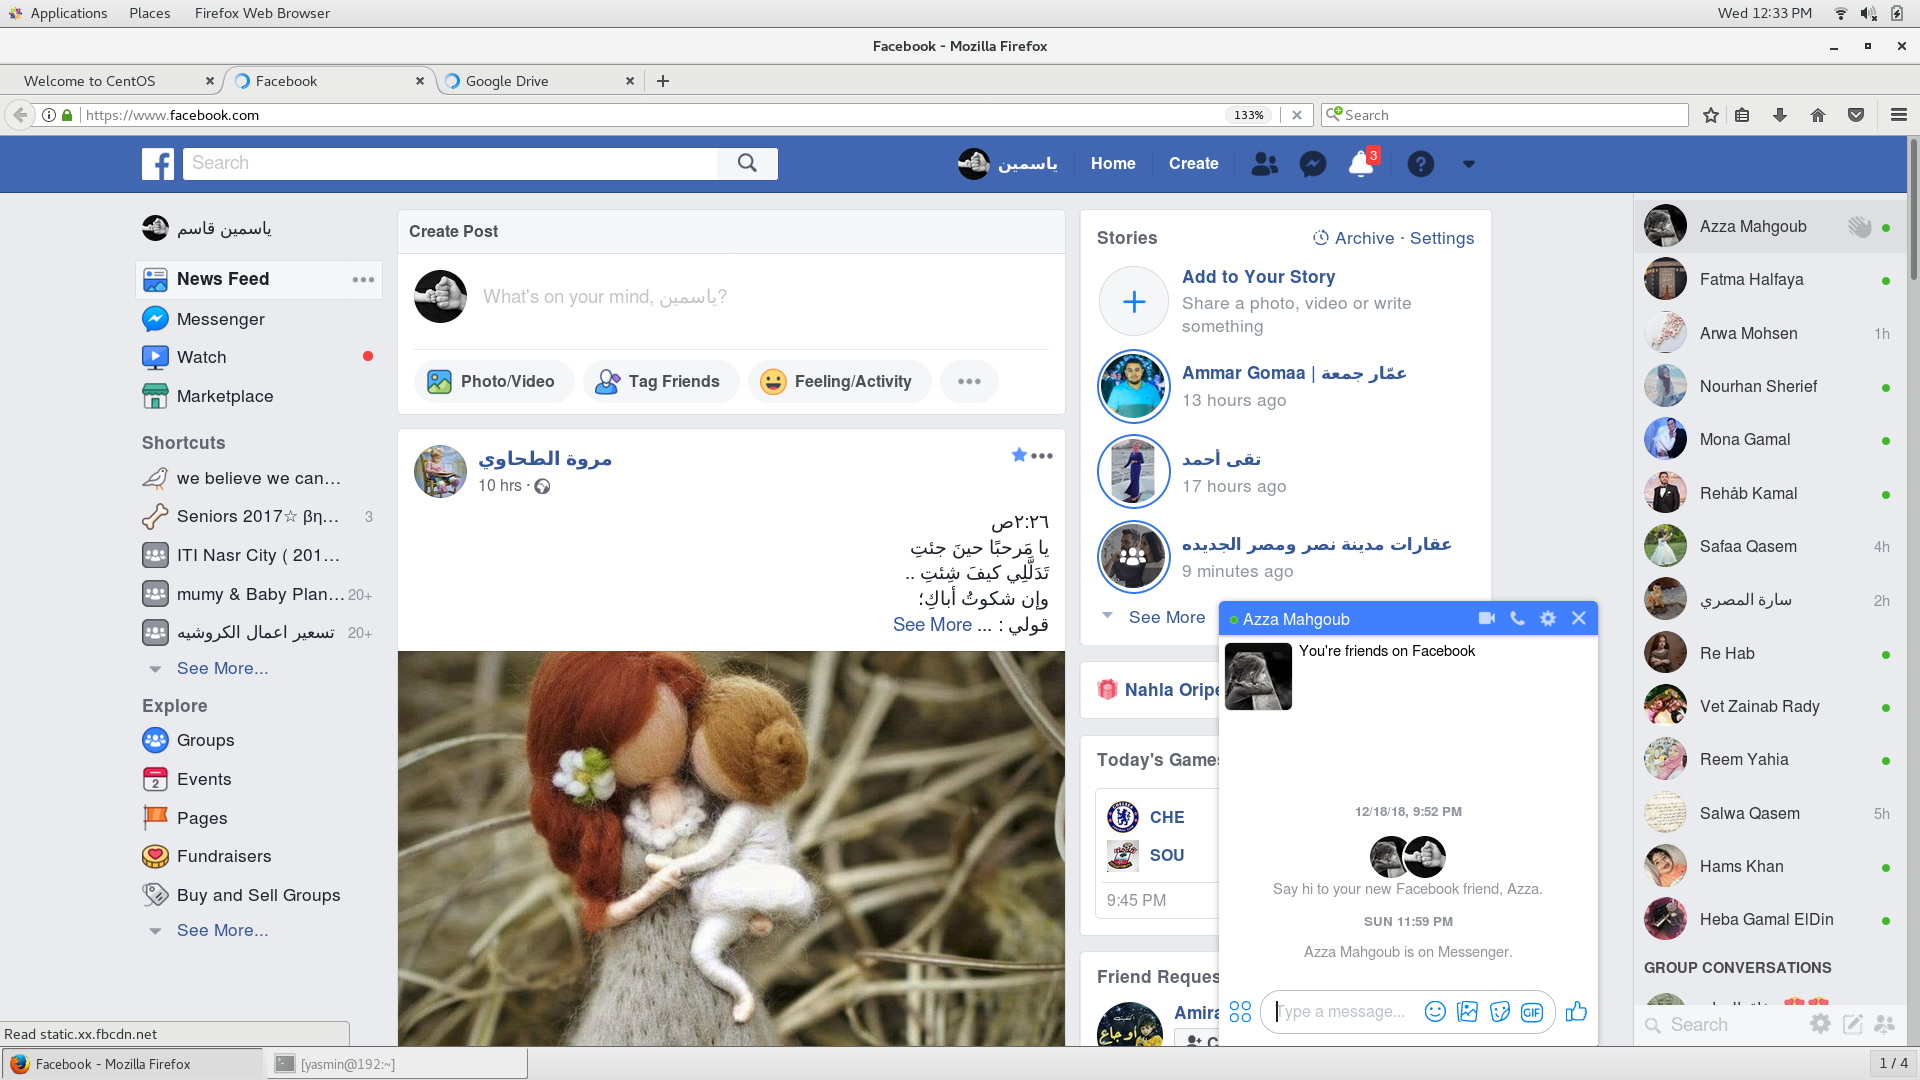 Applications Places Firefox Web Browser Wed 12:33 PM
Facebook - Mozilla Firefox
Welcome to CentOS Facebook Google Drive
https://www.facebook.com 133% Search
Search ياسمين Home Create 3
ياسمين قاسم
News Feed
Messenger
Watch
Marketplace
Shortcuts
we believe we can...
Seniors 2017☆ βη... 3
ITI Nasr City ( 201...
mumy & Baby Plan... 20+
تسعير اعمال الكروشيه 20+
See More...
Explore
Groups
Events
Pages
Fundraisers
Buy and Sell Groups
See More...
Create Post
What's on your mind, ياسمين?
Photo/Video Tag Friends Feeling/Activity
مروة الطحاوي
10 hrs ·
٢:٢٦ص
يا مَرحبًا حينَ جئتِ
تَدَلَّلِي كيفَ شِئتِ ..
وإن شكوتُ أباكِ؛
قولي : ... See More
Stories Archive · Settings
Add to Your Story
Share a photo, video or write
something
Ammar Gomaa | عمّار جمعة
13 hours ago
تقى أحمد
17 hours ago
عقارات مدينة نصر ومصر الجديده
9 minutes ago
See More
Nahla Oripe
Today's Games
CHE
SOU
9:45 PM
Friend Reques
Amira
Azza Mahgoub
You're friends on Facebook
12/18/18, 9:52 PM
Say hi to your new Facebook friend, Azza.
SUN 11:59 PM
Azza Mahgoub is on Messenger.
Type a message... GIF
Azza Mahgoub
Fatma Halfaya
Arwa Mohsen 1h
Nourhan Sherief
Mona Gamal
Rehåb Kamal
Safaa Qasem 4h
سارة المصري 2h
Re Hab
Vet Zainab Rady
Reem Yahia
Salwa Qasem 5h
Hams Khan
Heba Gamal ElDin
GROUP CONVERSATIONS
Search
Read static.xx.fbcdn.net
Facebook - Mozilla Firefox [yasmin@192:~] 1 / 4